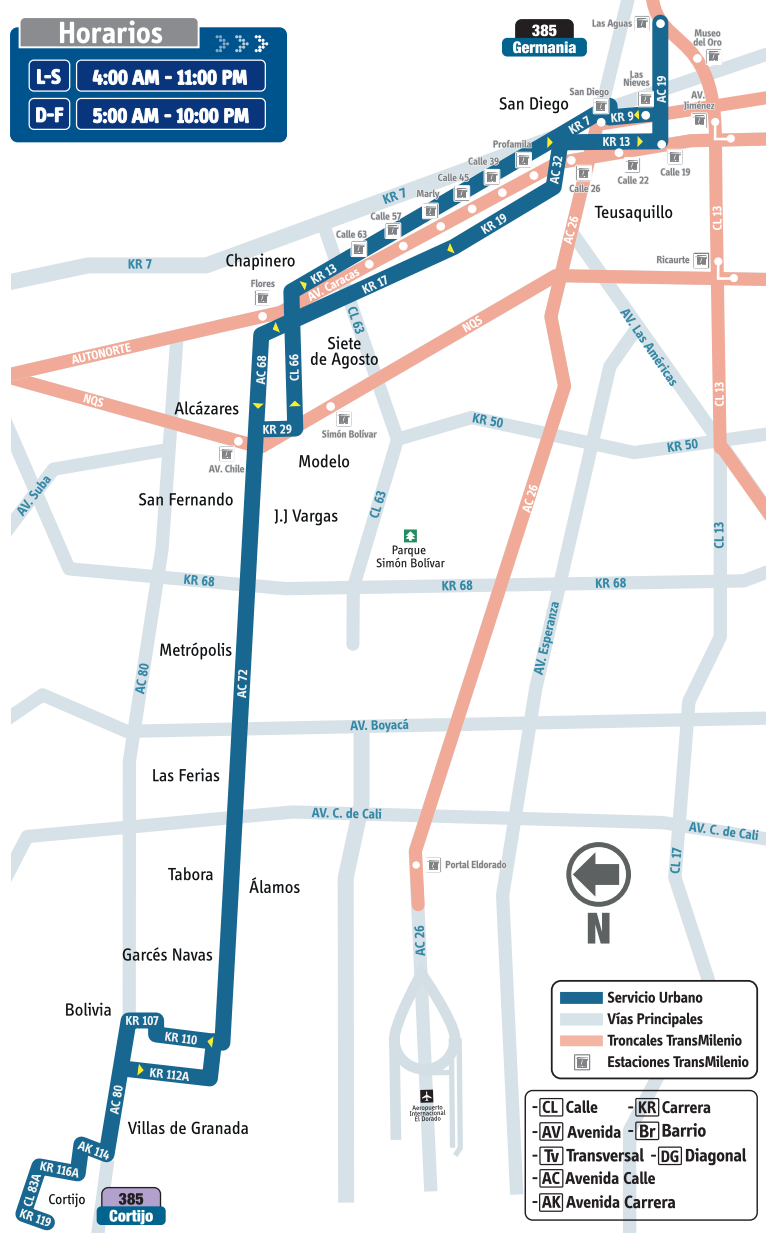 Horarios
L-S
4:00 AM - 11:00 PM
D-F
5:00 AM - 10:00 PM
385
Germania
Las Aguas
Museo
del Oro
AC 19
Las
Nieves
San Diego
AV.
Jiménez
San Diego
KR 7
KR 9
KR 13
Profamilia
Calle 39
Calle 45
Marly
Calle 57
Calle 63
Calle 26
Calle 22
Calle 19
AC 32
KR 7
KR 7
Teusaquillo
CL 13
AC 26
KR 19
Ricaurte
Chapinero
KR 13
AV. Caracas
KR 17
Flores
CL 63
NQS
AV. Las Américas
AUTONORTE
Siete
de Agosto
AC 68
CL 66
NQS
CL 13
Alcázares
KR 29
Simón Bolívar
KR 50
KR 50
AV. Chile
Modelo
AV. Suba
San Fernando
J.J Vargas
CL 63
AC 26
CL 13
Parque
Simón Bolívar
KR 68
KR 68
KR 68
Metrópolis
AV. Esperanza
AC 80
AC 72
AV. Boyacá
Las Ferias
AV. C. de Cali
AV. C. de Cali
CL 17
Tabora
Álamos
Portal Eldorado
N
AC 26
Garcés Navas
Bolivia
KR 107
KR 110
KR 112A
AC 80
Villas de Granada
AK 114
KR 116A
CL 83A
Cortijo
KR 119
385
Cortijo
Aeropuerto
Internacional
El Dorado
Servicio Urbano
Vías Principales
Troncales TransMilenio
Estaciones TransMilenio
- CL Calle - KR Carrera
- AV Avenida - Br Barrio
- Tv Transversal - DG Diagonal
- AC Avenida Calle
- AK Avenida Carrera